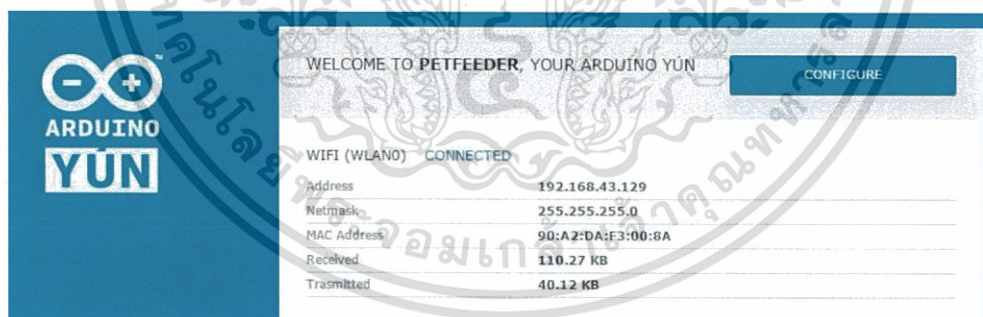 ARDUINO
YÚN
WELCOME TO PETFEEDER, YOUR ARDUINO YÚN
CONFIGURE
WIFI (WLAN0) CONNECTED
Address 192.168.43.129
Netmask 255.255.255.0
MAC Address 90:A2:DA:F3:00:8A
Received 110.27 KB
Trasmitted 40.12 KB